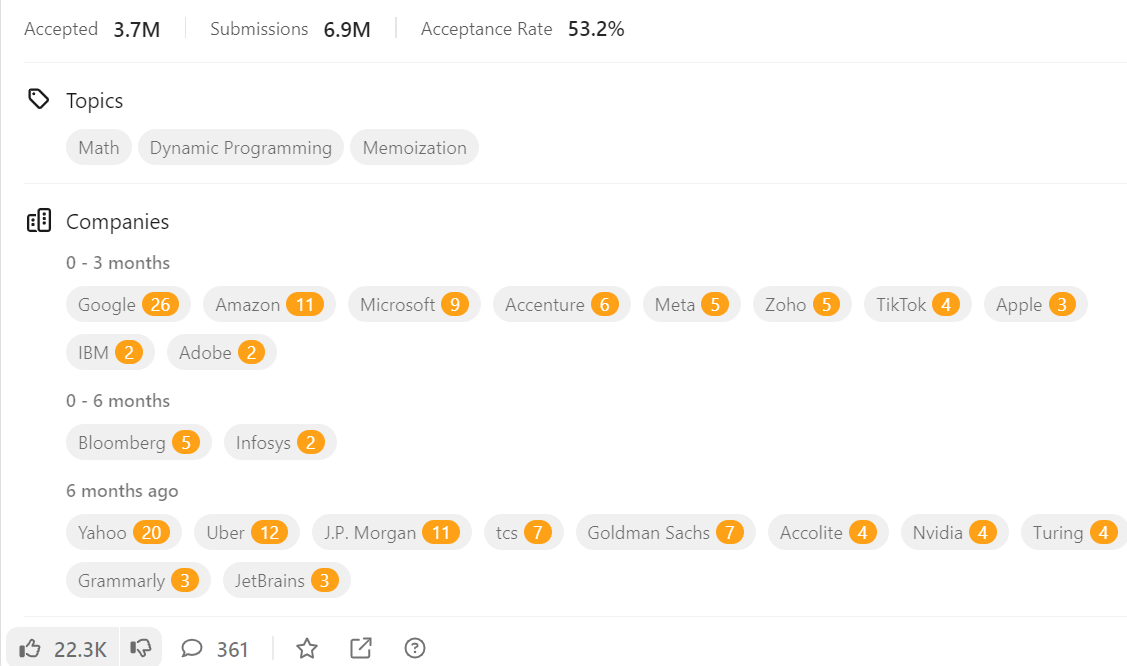 Accepted 3.7M Submissions 6.9M Acceptance Rate 53.2%
Topics
Math Dynamic Programming Memoization
Companies
0 - 3 months
Google 26 Amazon 11 Microsoft 9 Accenture 6 Meta 5 Zoho 5 TikTok 4 Apple 3
IBM 2 Adobe 2
0 - 6 months
Bloomberg 5 Infosys 2
6 months ago
Yahoo 20 Uber 12 J.P. Morgan 11 tcs 7 Goldman Sachs 7 Accolite 4 Nvidia 4 Turing 4
Grammarly 3 JetBrains 3
22.3K 361